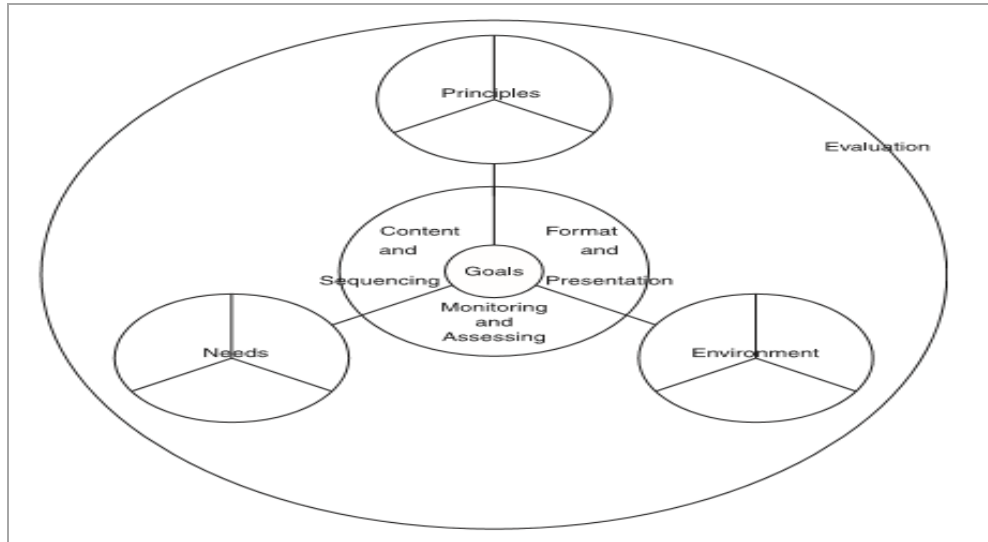 Principles
Evaluation
Content
and
Sequencing
Format
and
Presentation
Goals
Monitoring
and
Assessing
Needs
Environment